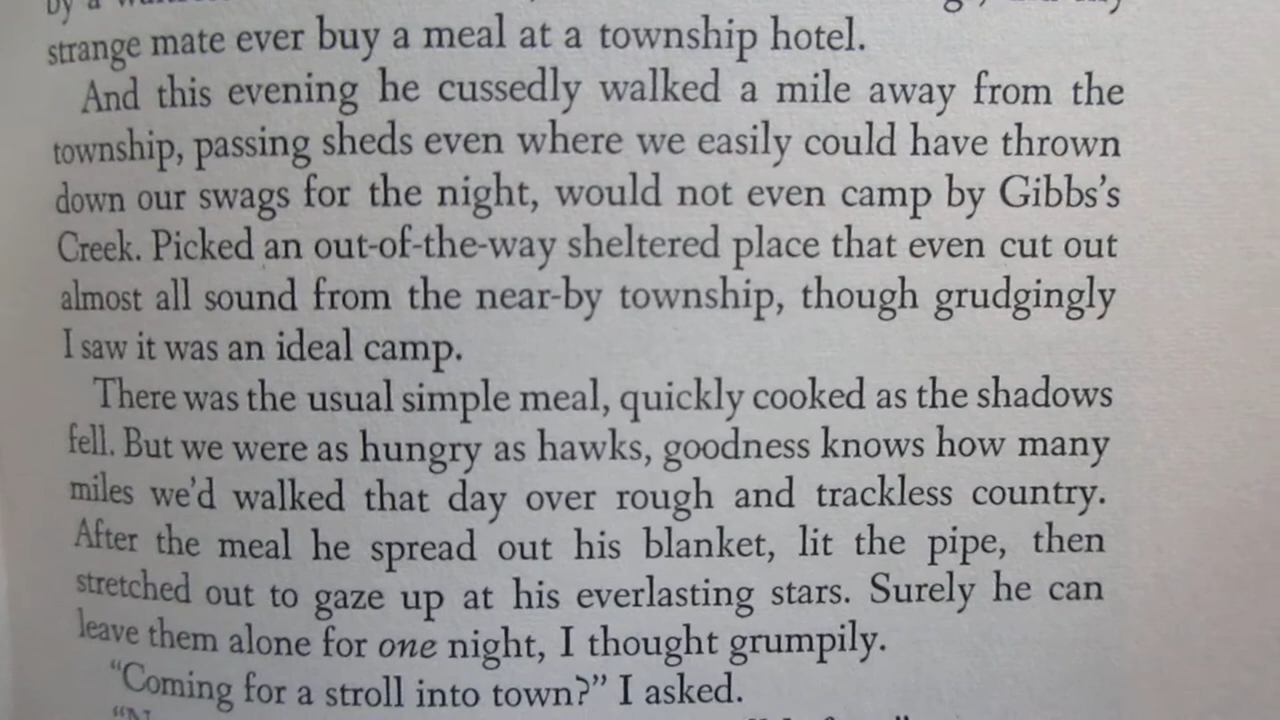 by a
strange mate ever buy a meal at a township hotel.
And this evening he cussedly walked a mile away from the
township, passing sheds even where we easily could have thrown
down our swags for the night, would not even camp by Gibbs’s
Creek. Picked an out-of-the-way sheltered place that even cut out
almost all sound from the near-by township, though grudgingly
I saw it was an ideal camp.
There was the usual simple meal, quickly cooked as the shadows
fell. But we were as hungry as hawks, goodness knows how many
miles we’d walked that day over rough and trackless country.
After the meal he spread out his blanket, lit the pipe, then
stretched out to gaze up at his everlasting stars. Surely he can
leave them alone for one night, I thought grumpily.
“Coming for a stroll into town?” I asked.